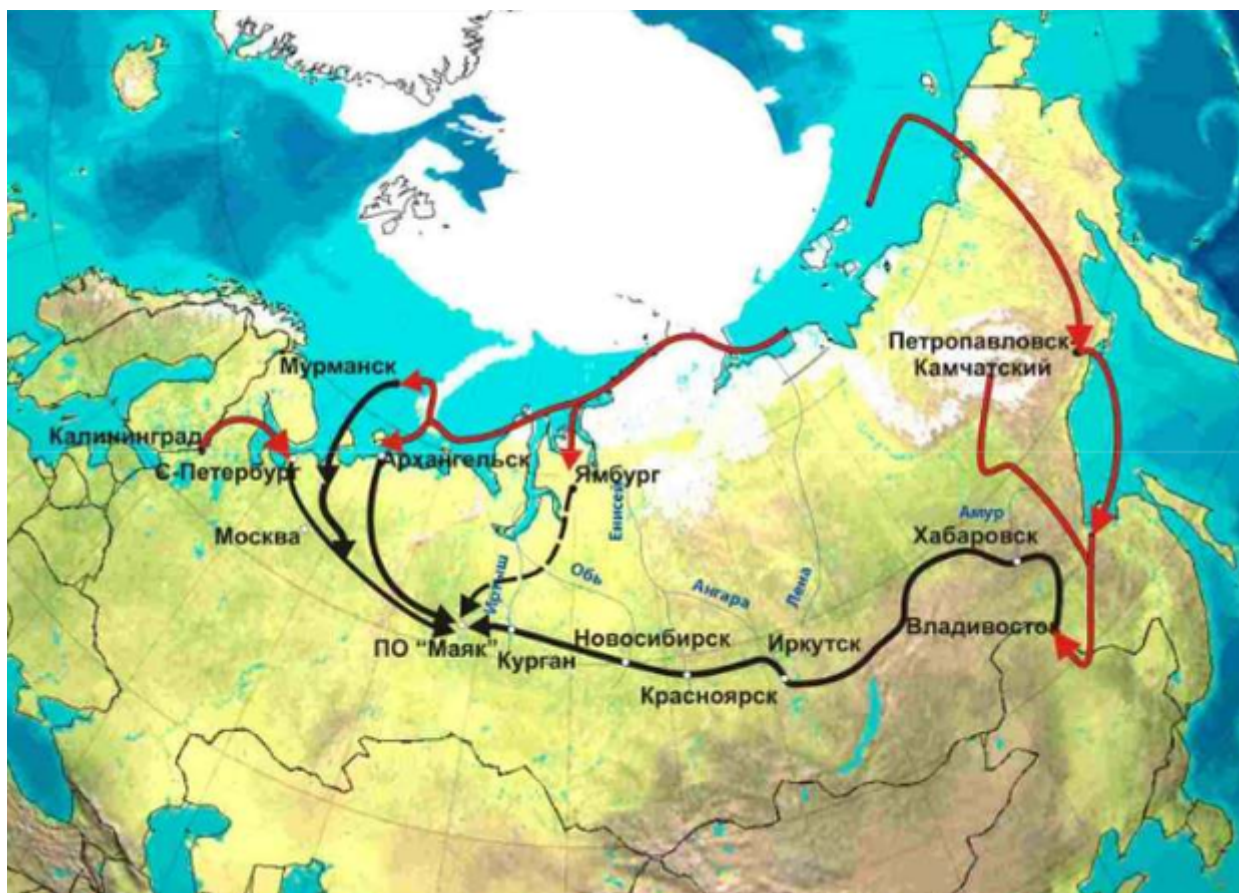 Петропавловск-
Камчатский
Мурманск
Калининград
С-Петербург
Архангельск
Ямбург
Енисей
Москва
Амур
Хабаровск
Иртыш
Обь
Ангара
Лена
ПО “Маяк”
Курган
Новосибирск
Красноярск
Иркутск
Владивосток